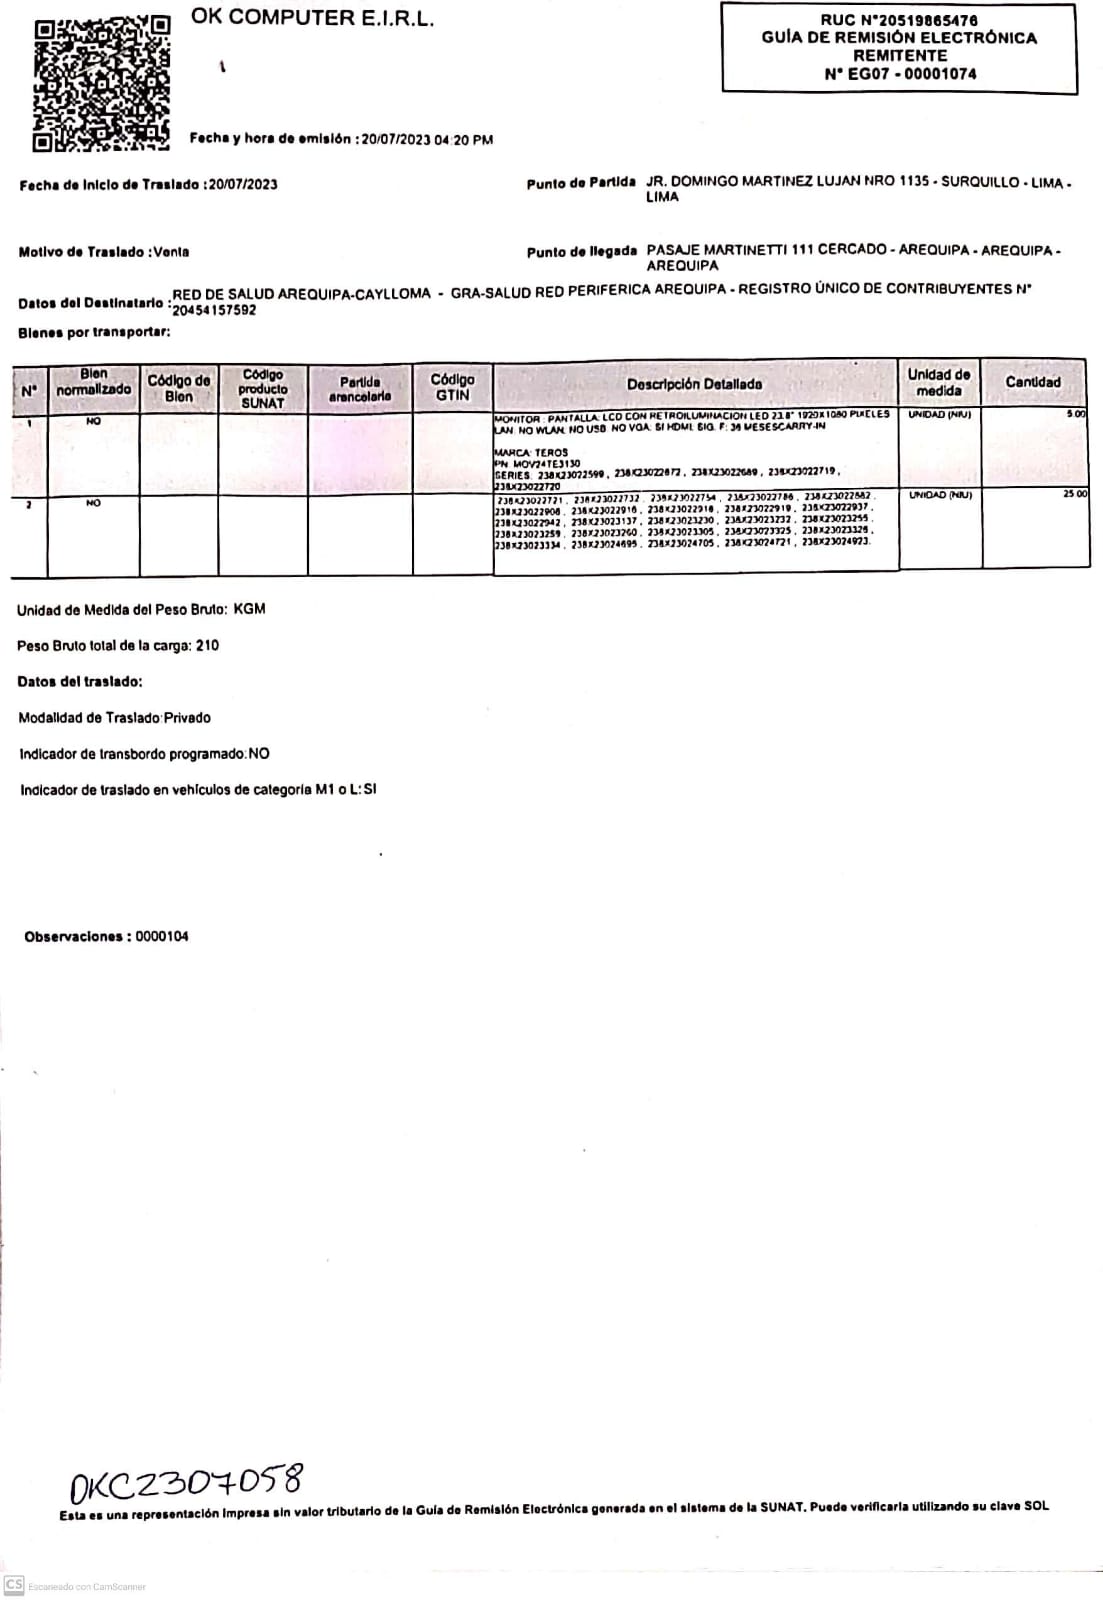 OK COMPUTER E.I.R.L.
RUC N°20519865476
GUÍA DE REMISIÓN ELECTRÓNICA
REMITENTE
N° EG07 - 00001074
Fecha y hora de emisión : 20/07/2023 04:20 PM
Fecha de Inicio de Traslado : 20/07/2023
Punto de Partida JR. DOMINGO MARTINEZ LUJAN NRO 1135 - SURQUILLO - LIMA -
LIMA
Motivo de Traslado : Venta
Punto de llegada PASAJE MARTINETTI 111 CERCADO - AREQUIPA - AREQUIPA -
AREQUIPA
Datos del Destinatario : RED DE SALUD AREQUIPA-CAYLLOMA - GRA-SALUD RED PERIFERICA AREQUIPA - REGISTRO ÚNICO DE CONTRIBUYENTES N°
20454157592
Bienes por transportar:
N° Bien normalizado Código de Bien Código producto SUNAT Partida arancelaria Código GTIN Descripción Detallada Unidad de medida Cantidad
1 NO MONITOR : PANTALLA: LCD CON RETROILUMINACION LED 23.8" 1920X1080 PIXELES UNIDAD (NIU) 5.00
LAN: NO WLAN: NO USB: NO VGA: SI HDMI: SI G. F: 36 MESESCARRY-IN
MARCA: TEROS
PN: MOV24TE3130
SERIES: 238X23022599 , 238X23022672 , 238X23022689 , 238X23022719 ,
238X23022720
2 NO 238X23022721 , 238X23022732 , 238X23022754 , 238X23022786 , 238X23022882 , UNIDAD (NIU) 25.00
238X23022908 , 238X23022916 , 238X23022918 , 238X23022919 , 238X23022937 ,
238X23022942 , 238X23023137 , 238X23023230 , 238X23023232 , 238X23023255 ,
238X23023259 , 238X23023260 , 238X23023305 , 238X23023325 , 238X23023326 ,
238X23023334 , 238X23024695 , 238X23024705 , 238X23024721 , 238X23024923.
Unidad de Medida del Peso Bruto: KGM
Peso Bruto total de la carga: 210
Datos del traslado:
Modalidad de Traslado:Privado
Indicador de transbordo programado:NO
Indicador de traslado en vehículos de categoría M1 o L:SI
Observaciones : 0000104
OKC2307058
Esta es una representación impresa sin valor tributario de la Guía de Remisión Electrónica generada en el sistema de la SUNAT. Puede verificarla utilizando su clave SOL
CS Escaneado con CamScanner